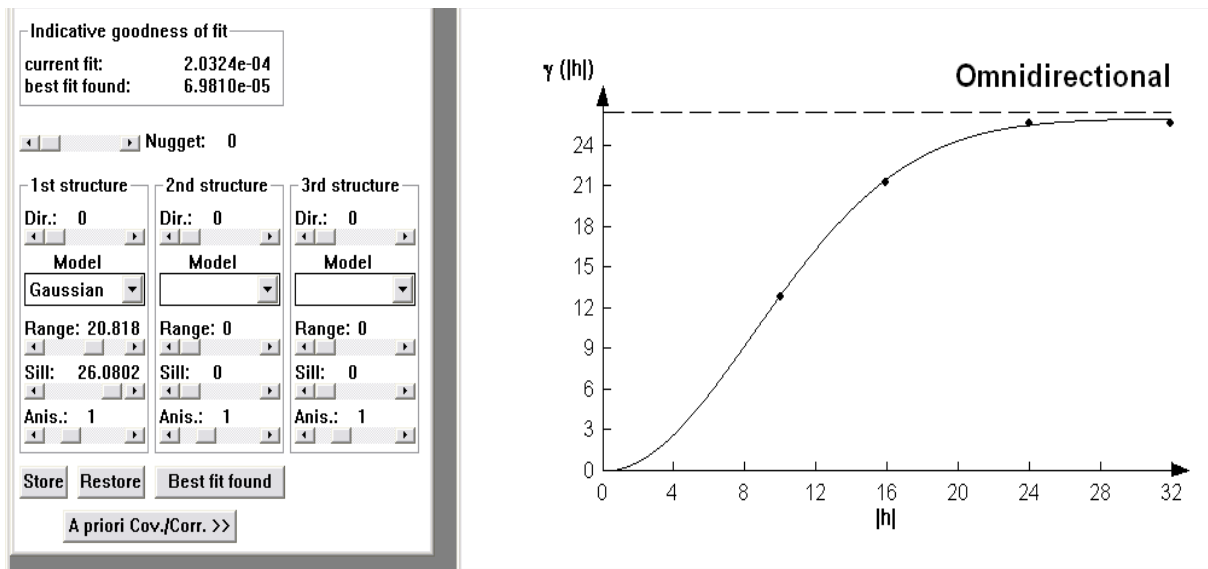 Indicative goodness of fit
current fit: 2.0324e-04
best fit found: 6.9810e-05
Nugget: 0
1st structure 2nd structure 3rd structure
Dir.: 0 Dir.: 0 Dir.: 0
Model Model Model
Gaussian
Range: 20.818 Range: 0 Range: 0
Sill: 26.0802 Sill: 0 Sill: 0
Anis.: 1 Anis.: 1 Anis.: 1
Store Restore Best fit found
A priori Cov./Corr. >>
γ (|h|)
Omnidirectional
24
21
18
15
12
9
6
3
0
0 4 8 12 16 20 24 28 32
|h|